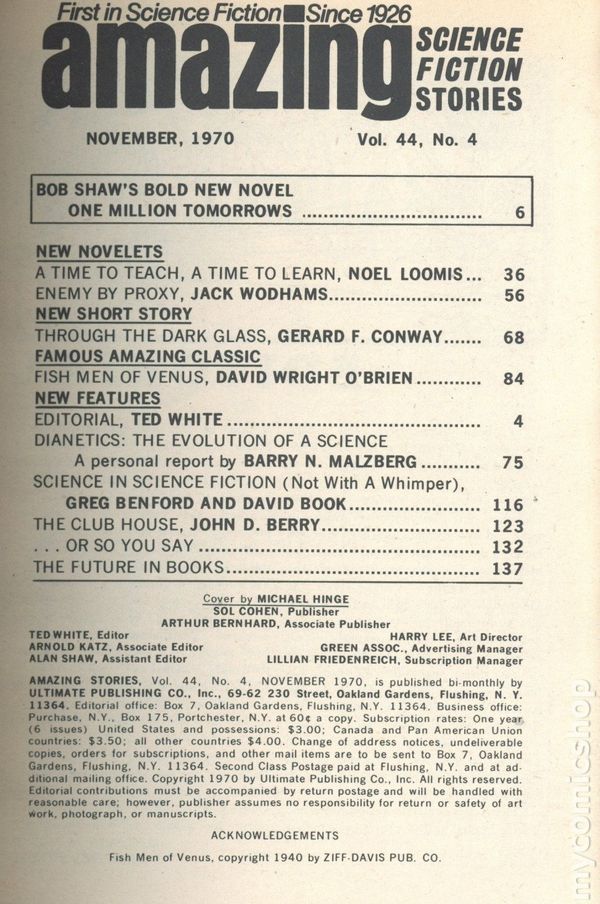 First in Science Fiction■Since 1926
amazing
SCIENCE
FICTION
STORIES
NOVEMBER, 1970 Vol. 44, No. 4
BOB SHAW'S BOLD NEW NOVEL
ONE MILLION TOMORROWS ................................ 6
NEW NOVELETS
A TIME TO TEACH, A TIME TO LEARN, NOEL LOOMIS... 36
ENEMY BY PROXY, JACK WODHAMS........................ 56
NEW SHORT STORY
THROUGH THE DARK GLASS, GERARD F. CONWAY....... 68
FAMOUS AMAZING CLASSIC
FISH MEN OF VENUS, DAVID WRIGHT O'BRIEN ............ 84
NEW FEATURES
EDITORIAL, TED WHITE ....................................... 4
DIANETICS: THE EVOLUTION OF A SCIENCE
A personal report by BARRY N. MALZBERG ........... 75
SCIENCE IN SCIENCE FICTION (Not With A Whimper),
GREG BENFORD AND DAVID BOOK..................... 116
THE CLUB HOUSE, JOHN D. BERRY......................... 123
. . . OR SO YOU SAY ........................................... 132
THE FUTURE IN BOOKS....................................... 137
Cover by MICHAEL HINGE
SOL COHEN, Publisher
ARTHUR BERNHARD, Associate Publisher
TED WHITE, Editor HARRY LEE, Art Director
ARNOLD KATZ, Associate Editor GREEN ASSOC., Advertising Manager
ALAN SHAW, Assistant Editor LILLIAN FRIEDENREICH, Subscription Manager
AMAZING STORIES, Vol. 44, No. 4, NOVEMBER 1970, is published bi-monthly by
ULTIMATE PUBLISHING CO., Inc., 69-62 230 Street, Oakland Gardens, Flushing, N. Y.
11364. Editorial office: Box 7, Oakland Gardens, Flushing, N.Y. 11364. Business office:
Purchase, N.Y., Box 175, Portchester, N.Y. at 60¢ a copy. Subscription rates: One year
(6 issues) United States and possessions: $3.00; Canada and Pan American Union
countries: $3.50; all other countries $4.00. Change of address notices, undeliverable
copies, orders for subscriptions, and other mail items are to be sent to Box 7, Oakland
Gardens, Flushing, N.Y. 11364. Second Class Postage paid at Flushing, N.Y. and at ad-
ditional mailing office. Copyright 1970 by Ultimate Publishing Co., Inc. All rights reserved.
Editorial contributions must be accompanied by return postage and will be handled with
reasonable care; however, publisher assumes no responsibility for return or safety of art
work, photograph, or manuscripts.
ACKNOWLEDGEMENTS
Fish Men of Venus, copyright 1940 by ZIFF-DAVIS PUB. CO.
mycomicshop